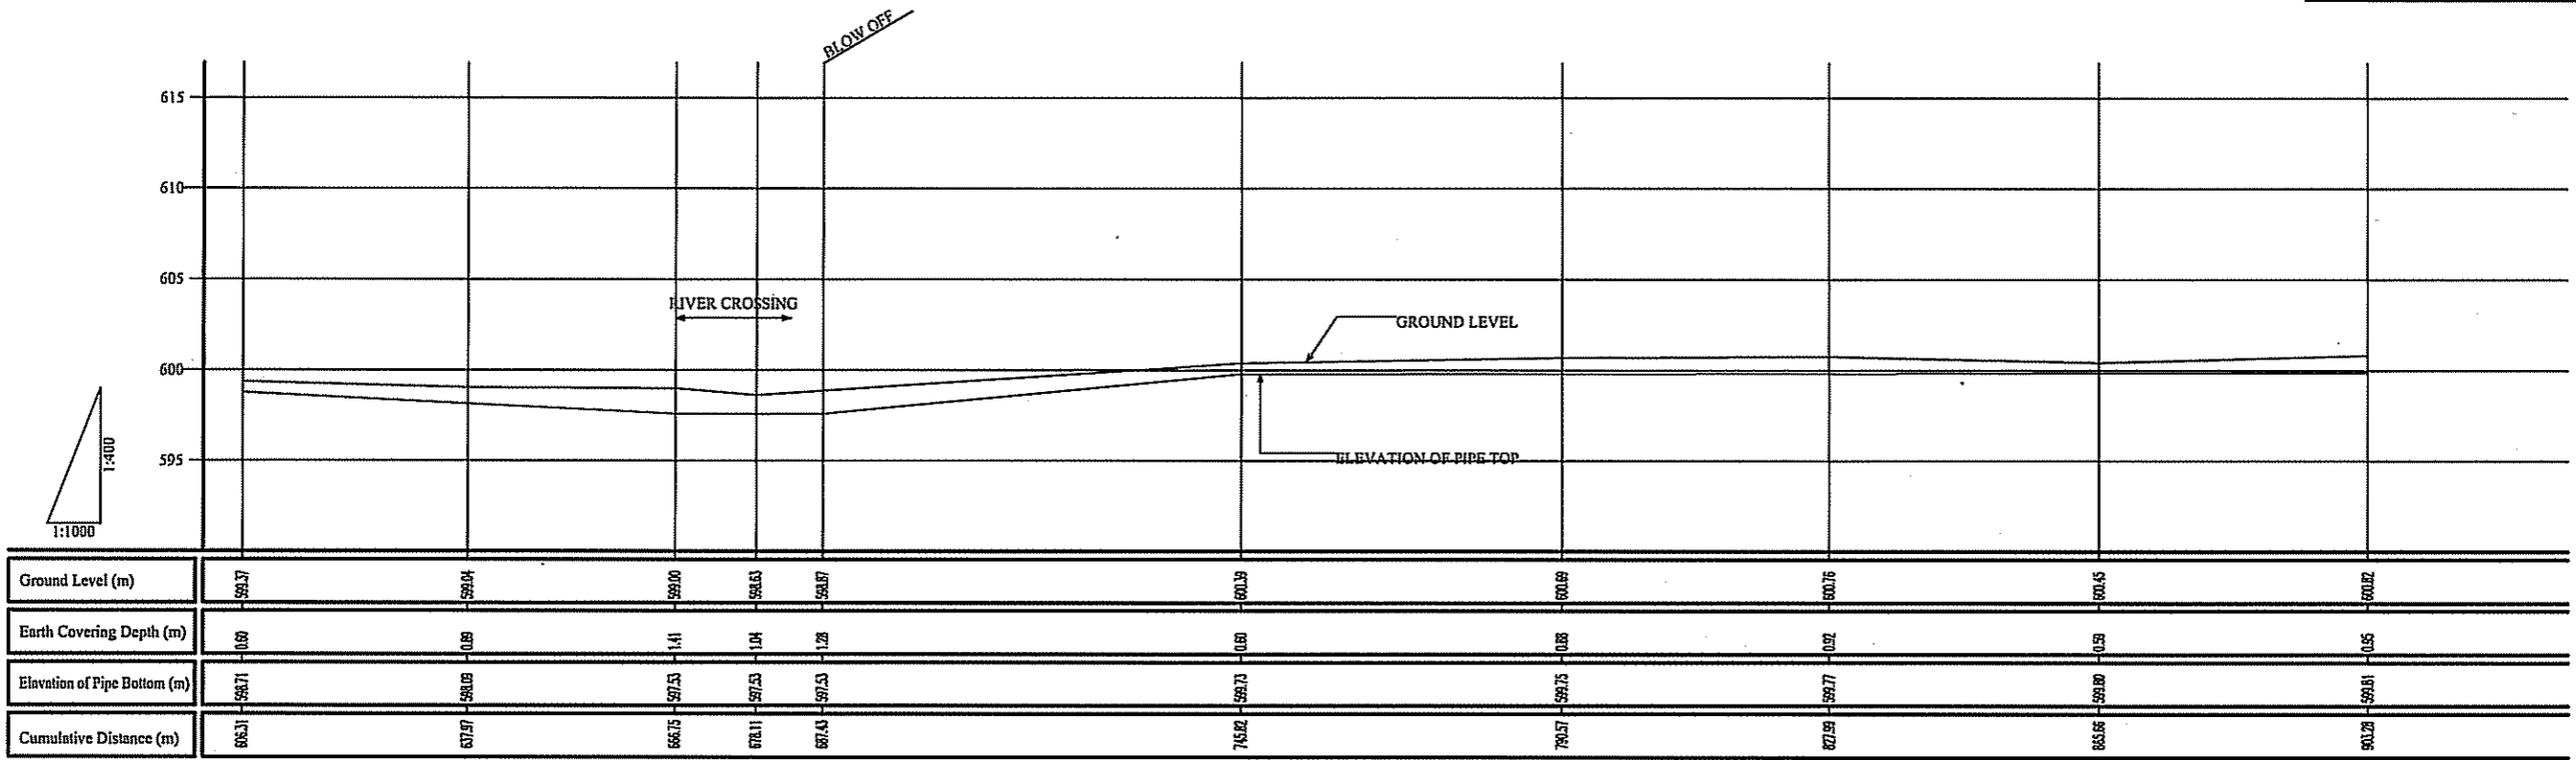 BLOW OFF
615
610
605
RIVER CROSSING
GROUND LEVEL
600
1:400
595
ELEVATION OF PIPE TOP
1:1000
Ground Level (m) 599.37 599.04 599.00 598.63 598.87 600.39 600.69 600.76 600.45 600.82
Earth Covering Depth (m) 0.60 0.89 1.41 1.04 1.28 0.60 0.88 0.92 0.59 0.95
Elavation of Pipe Bottom (m) 598.71 598.09 597.53 597.53 597.53 599.73 599.75 599.77 599.80 599.81
Cumulative Distance (m) 606.31 637.97 666.75 678.11 687.43 745.82 790.57 827.99 865.66 903.28